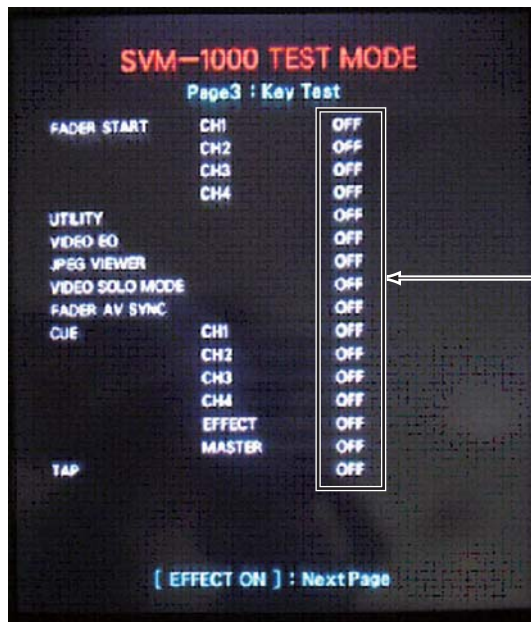 SVM-1000 TEST MODE
Page3 : Key Test
FADER START CH1 OFF
CH2 OFF
CH3 OFF
CH4 OFF
UTILITY OFF
VIDEO EQ OFF
JPEG VIEWER OFF
VIDEO SOLO MODE OFF
FADER AV SYNC OFF
CUE CH1 OFF
CH2 OFF
CH3 OFF
CH4 OFF
EFFECT OFF
MASTER OFF
TAP OFF
[ EFFECT ON ] : Next Page